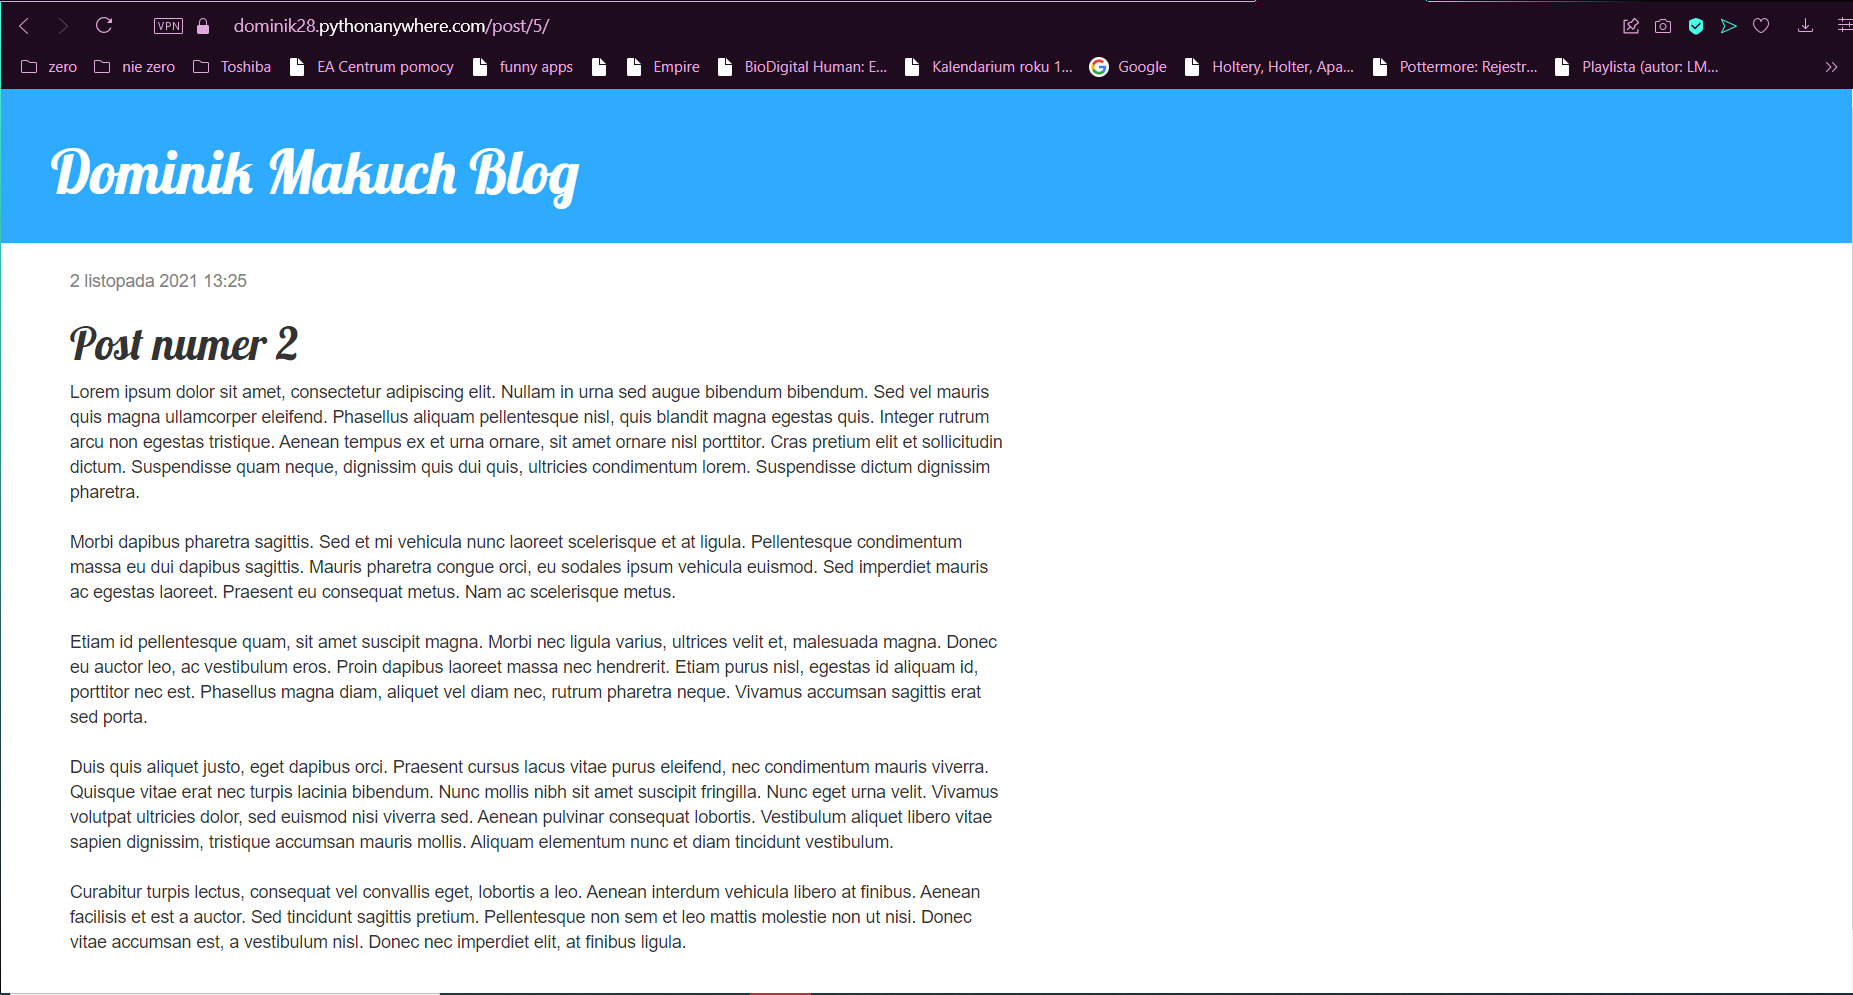 VPN dominik28.pythonanywhere.com/post/5/
zero nie zero Toshiba EA Centrum pomocy funny apps Empire BioDigital Human: E... Kalendarium roku 1... Google Holtery, Holter, Apa... Pottermore: Rejestr... Playlista (autor: LM...
Dominik Makuch Blog
2 listopada 2021 13:25
Post numer 2
Lorem ipsum dolor sit amet, consectetur adipiscing elit. Nullam in urna sed augue bibendum bibendum. Sed vel mauris
quis magna ullamcorper eleifend. Phasellus aliquam pellentesque nisl, quis blandit magna egestas quis. Integer rutrum
arcu non egestas tristique. Aenean tempus ex et urna ornare, sit amet ornare nisl porttitor. Cras pretium elit et sollicitudin
dictum. Suspendisse quam neque, dignissim quis dui quis, ultricies condimentum lorem. Suspendisse dictum dignissim
pharetra.
Morbi dapibus pharetra sagittis. Sed et mi vehicula nunc laoreet scelerisque et at ligula. Pellentesque condimentum
massa eu dui dapibus sagittis. Mauris pharetra congue orci, eu sodales ipsum vehicula euismod. Sed imperdiet mauris
ac egestas laoreet. Praesent eu consequat metus. Nam ac scelerisque metus.
Etiam id pellentesque quam, sit amet suscipit magna. Morbi nec ligula varius, ultrices velit et, malesuada magna. Donec
eu auctor leo, ac vestibulum eros. Proin dapibus laoreet massa nec hendrerit. Etiam purus nisl, egestas id aliquam id,
porttitor nec est. Phasellus magna diam, aliquet vel diam nec, rutrum pharetra neque. Vivamus accumsan sagittis erat
sed porta.
Duis quis aliquet justo, eget dapibus orci. Praesent cursus lacus vitae purus eleifend, nec condimentum mauris viverra.
Quisque vitae erat nec turpis lacinia bibendum. Nunc mollis nibh sit amet suscipit fringilla. Nunc eget urna velit. Vivamus
volutpat ultricies dolor, sed euismod nisi viverra sed. Aenean pulvinar consequat lobortis. Vestibulum aliquet libero vitae
sapien dignissim, tristique accumsan mauris mollis. Aliquam elementum nunc et diam tincidunt vestibulum.
Curabitur turpis lectus, consequat vel convallis eget, lobortis a leo. Aenean interdum vehicula libero at finibus. Aenean
facilisis et est a auctor. Sed tincidunt sagittis pretium. Pellentesque non sem et leo mattis molestie non ut nisi. Donec
vitae accumsan est, a vestibulum nisl. Donec nec imperdiet elit, at finibus ligula.